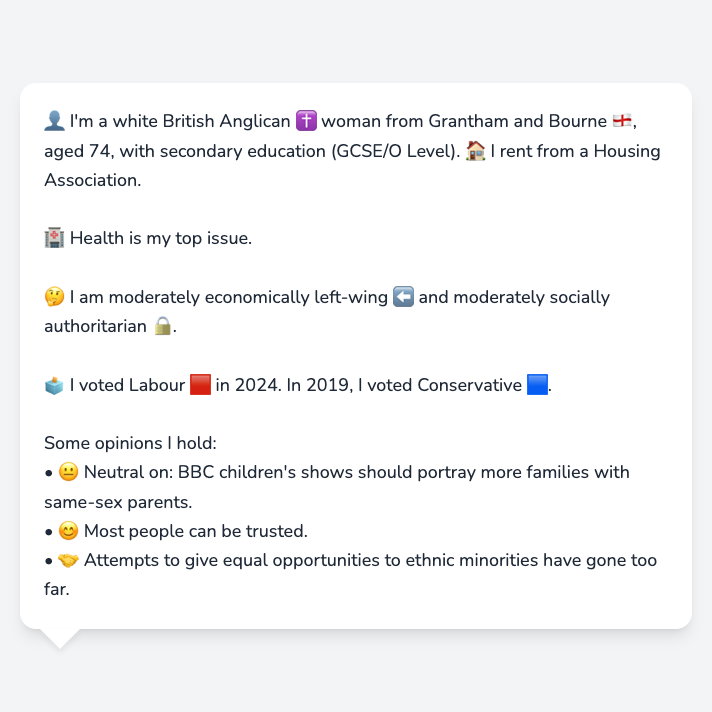 👤 I'm a white British Anglican ✝️ woman from Grantham and Bourne 🏴󠁧󠁢󠁥󠁮󠁧󠁿,
aged 74, with secondary education (GCSE/O Level). 🏠 I rent from a Housing
Association.
🏥 Health is my top issue.
🤔 I am moderately economically left-wing ⬅️ and moderately socially
authoritarian 🔒.
🗳️ I voted Labour 🟥 in 2024. In 2019, I voted Conservative 🟦.
Some opinions I hold:
• 😐 Neutral on: BBC children's shows should portray more families with
same-sex parents.
• 😊 Most people can be trusted.
• 🤝 Attempts to give equal opportunities to ethnic minorities have gone too
far.